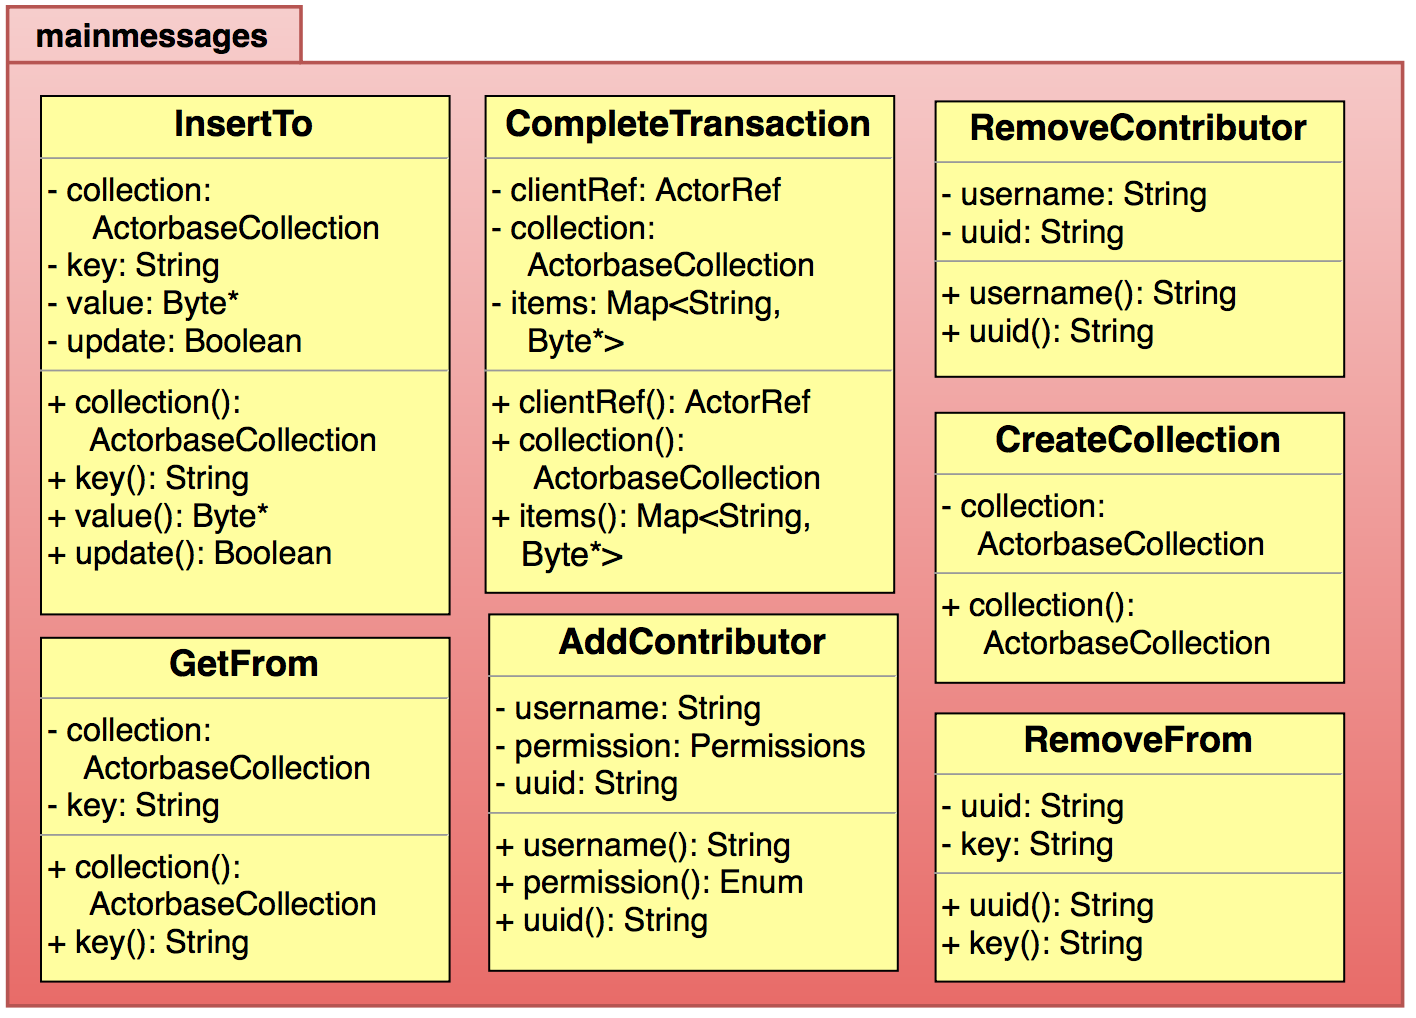 mainmessages
InsertTo
- collection:
ActorbaseCollection
- key: String
- value: Byte*
- update: Boolean
+ collection():
ActorbaseCollection
+ key(): String
+ value(): Byte*
+ update(): Boolean
GetFrom
- collection:
ActorbaseCollection
- key: String
+ collection():
ActorbaseCollection
+ key(): String
CompleteTransaction
- clientRef: ActorRef
- collection:
ActorbaseCollection
- items: Map<String,
Byte*>
+ clientRef(): ActorRef
+ collection():
ActorbaseCollection
+ items(): Map<String,
Byte*>
AddContributor
- username: String
- permission: Permissions
- uuid: String
+ username(): String
+ permission(): Enum
+ uuid(): String
RemoveContributor
- username: String
- uuid: String
+ username(): String
+ uuid(): String
CreateCollection
- collection:
ActorbaseCollection
+ collection():
ActorbaseCollection
RemoveFrom
- uuid: String
- key: String
+ uuid(): String
+ key(): String